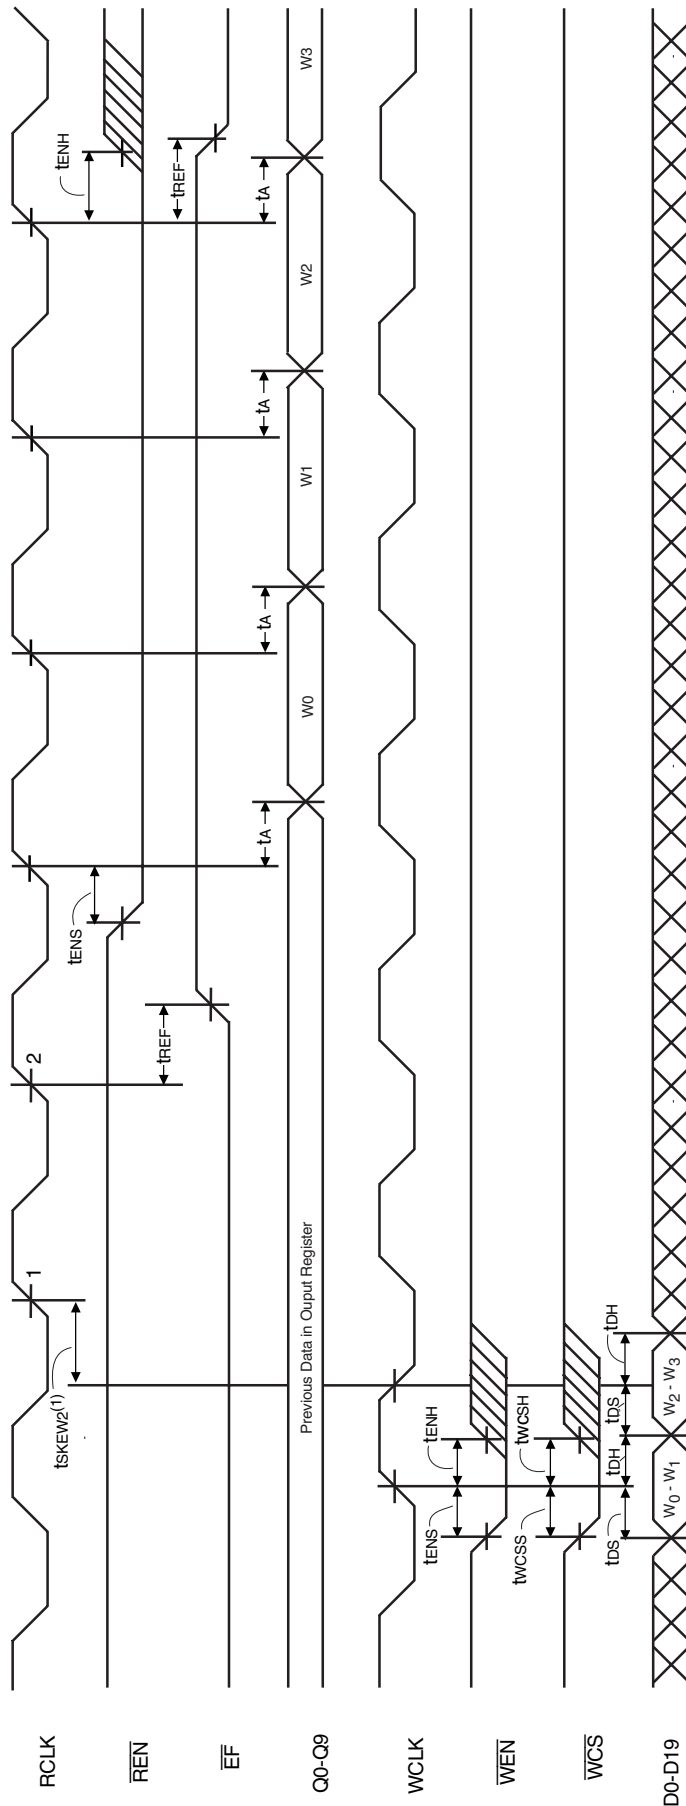 RCLK
tSKEW2(1)
1
2
tENH
REN
tENS
EF
tREF
tREF
Q0-Q9
Previous Data in Ouput Register
tA
W0
tA
W1
tA
W2
tA
W3
WCLK
WEN
tENS
tENH
WCS
tWCSS
tWCSH
D0-D19
tDS
tDH
tDS
tDH
W0 - W1
W2 - W3